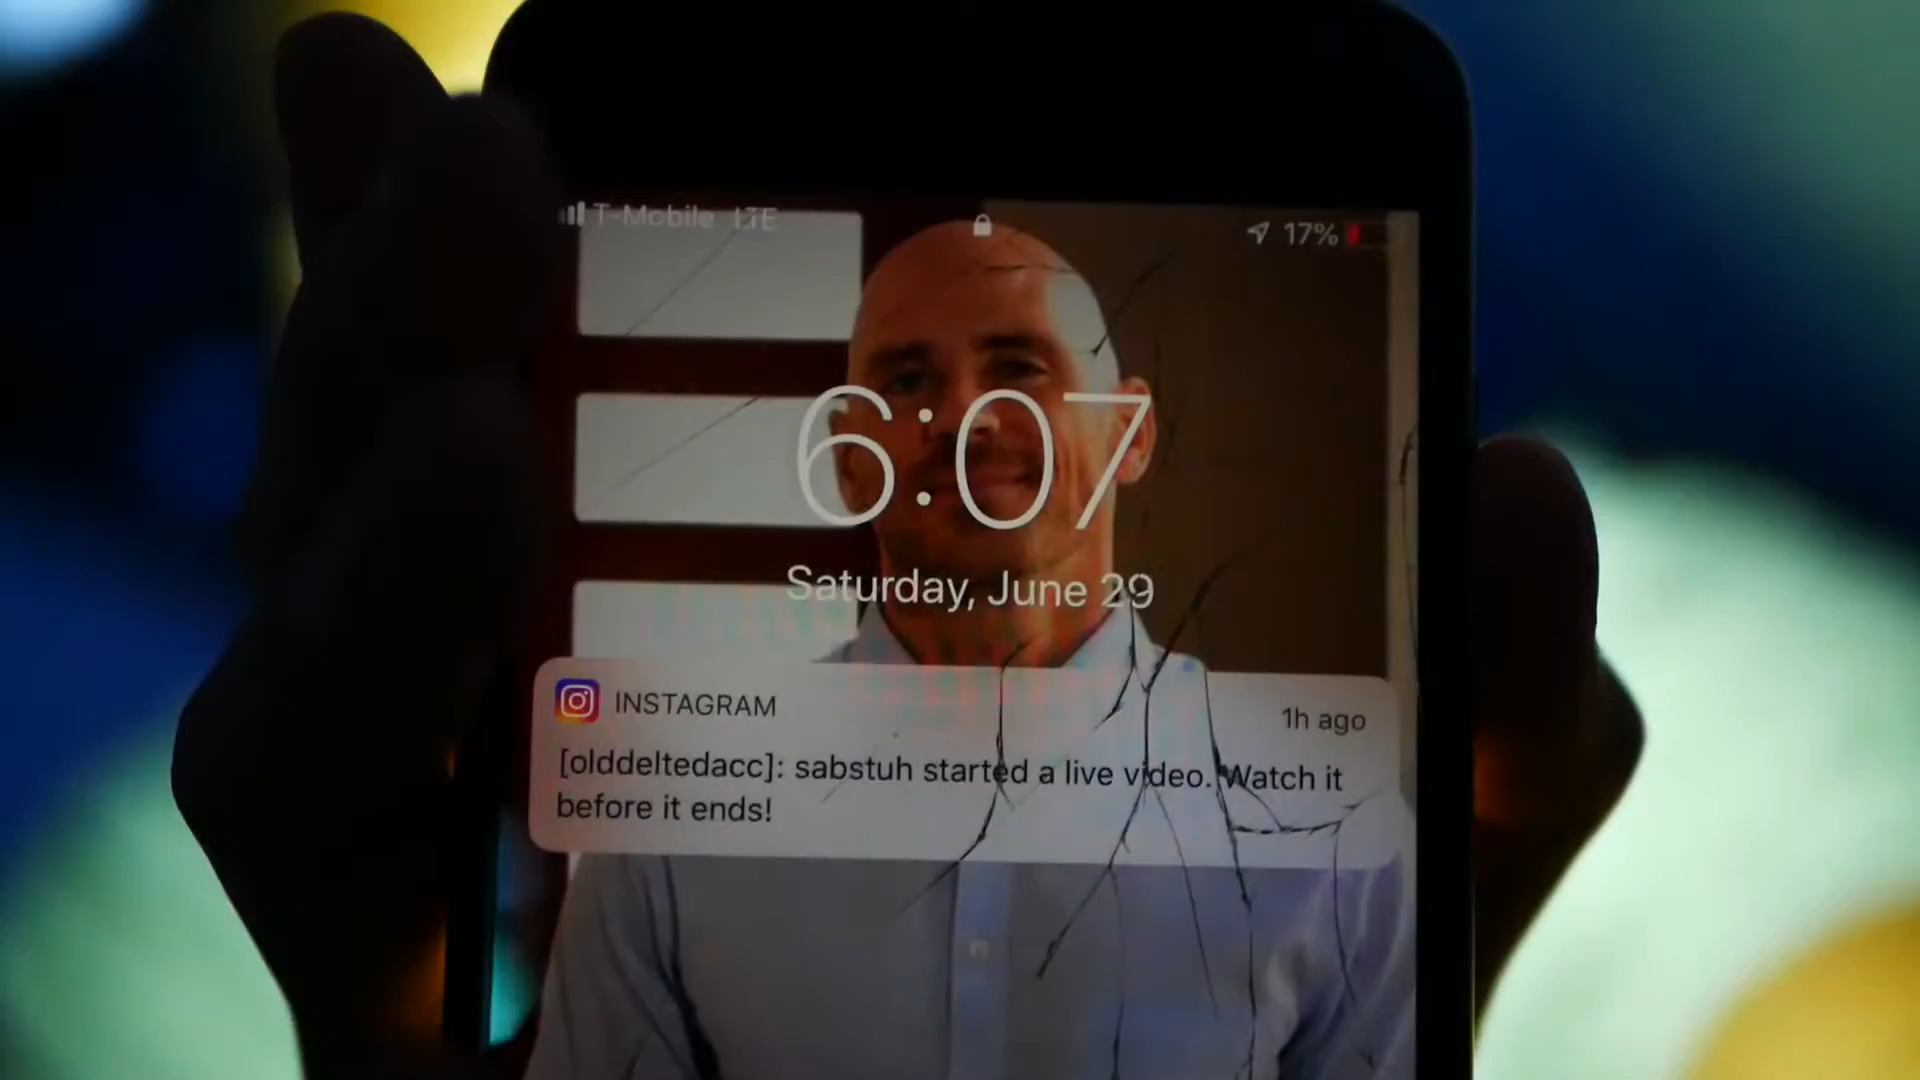 T-Mobile LTE
17%
6:07
Saturday, June 29
INSTAGRAM
1h ago
[olddeltedacc]: sabstuh started a live video. Watch it
before it ends!